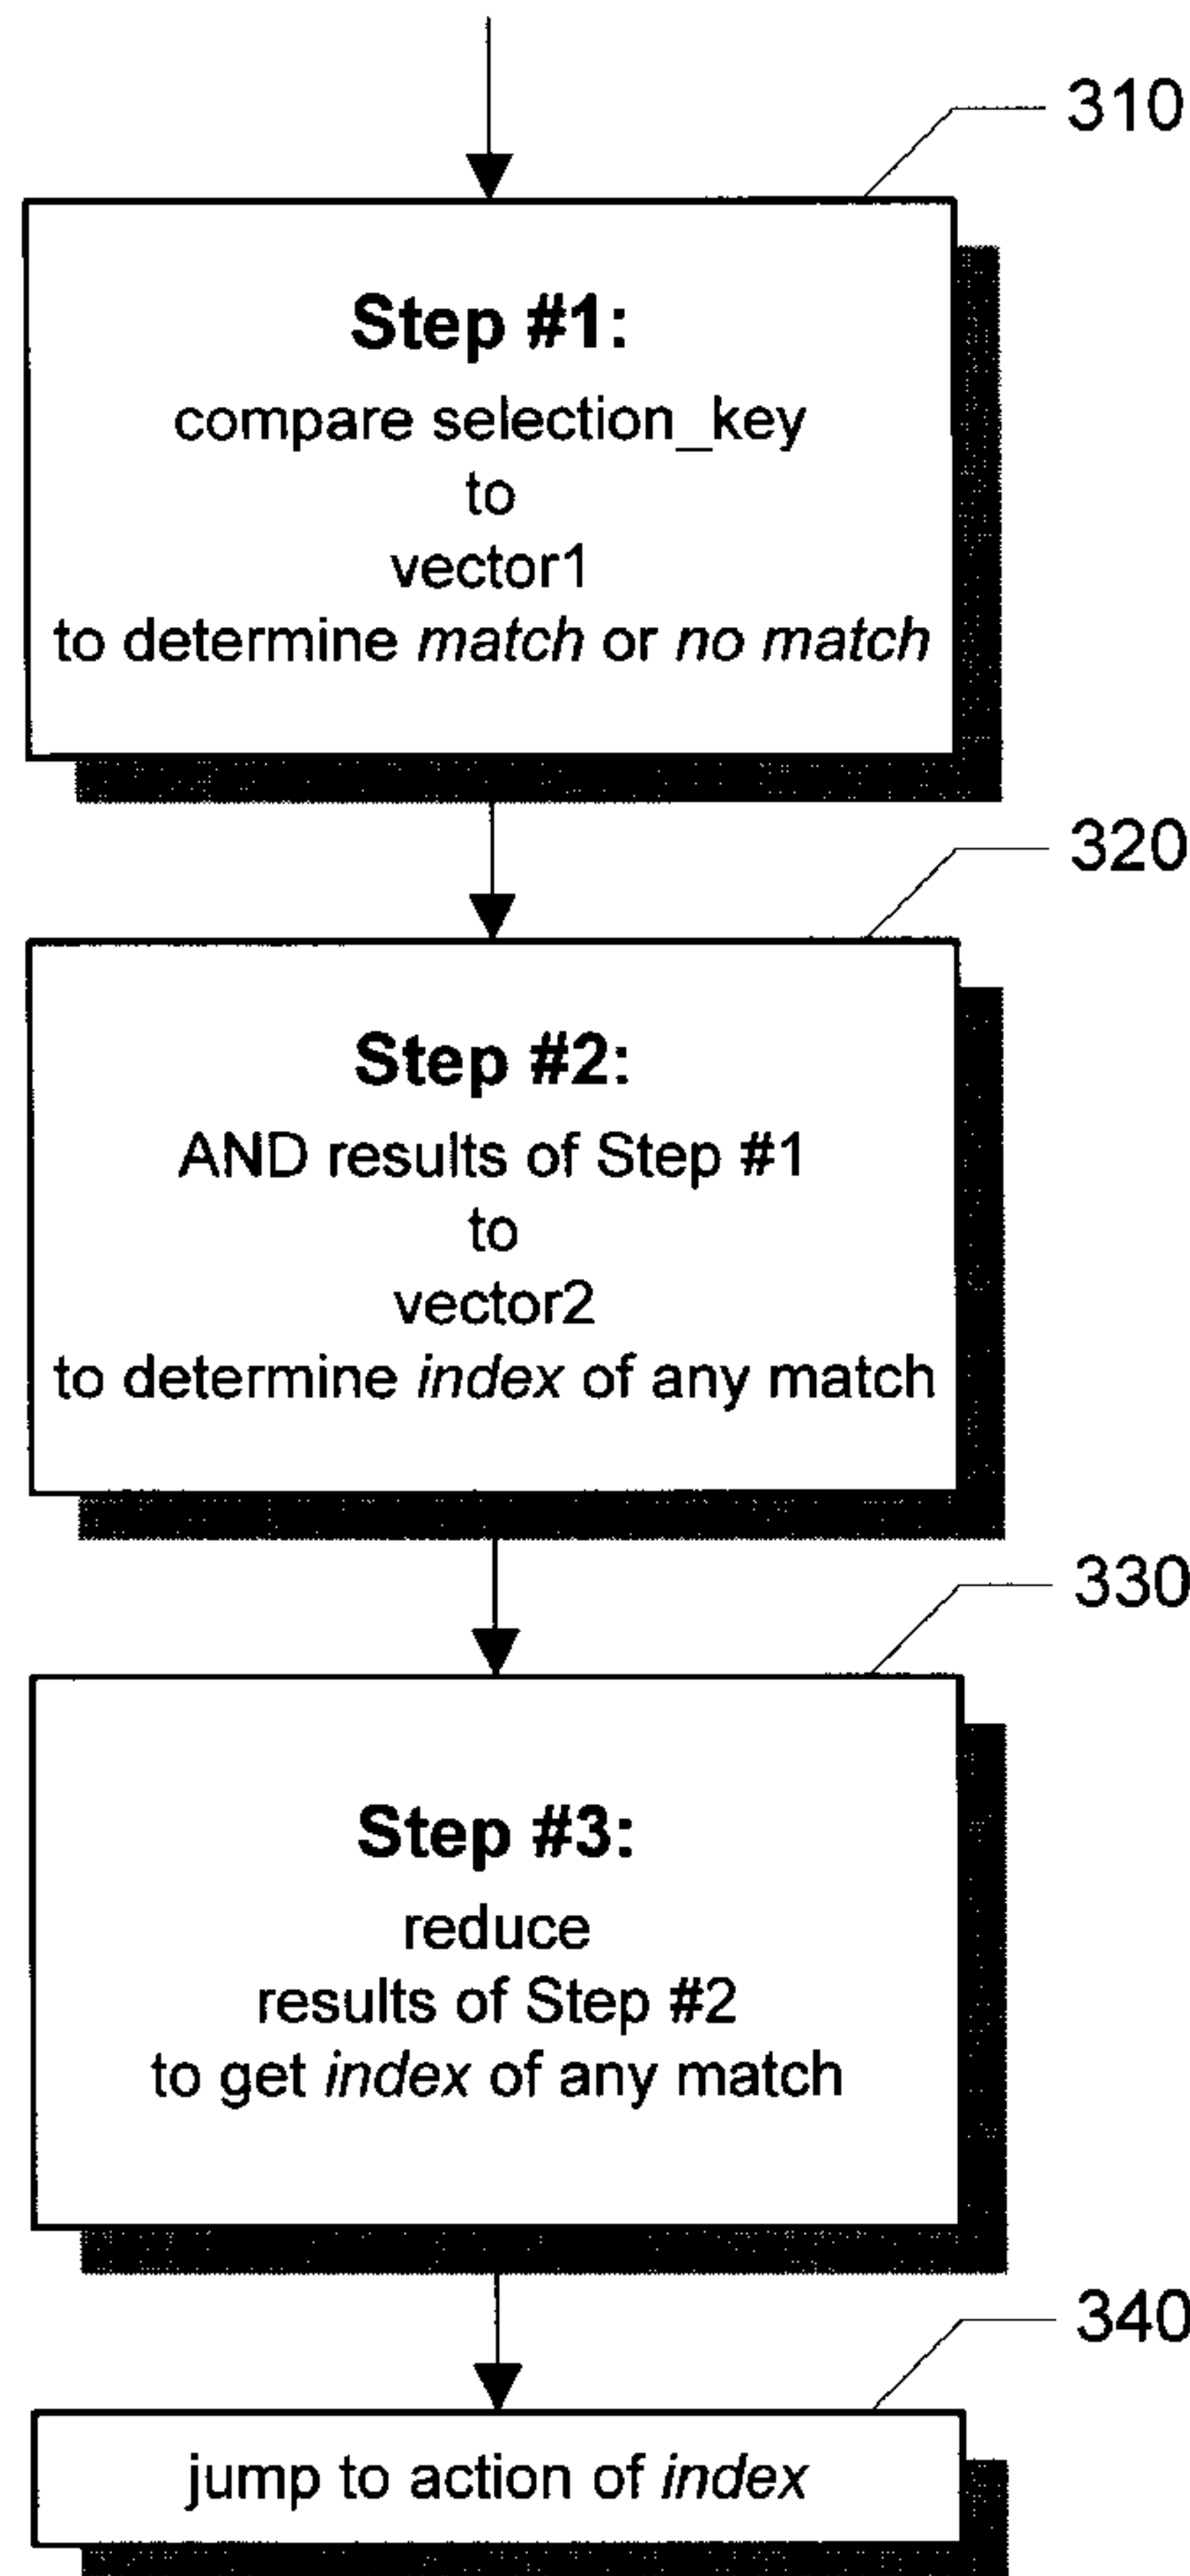 310
Step #1:
compare selection_key
to
vector1
to determine match or no match
320
Step #2:
AND results of Step #1
to
vector2
to determine index of any match
330
Step #3:
reduce
results of Step #2
to get index of any match
340
jump to action of index